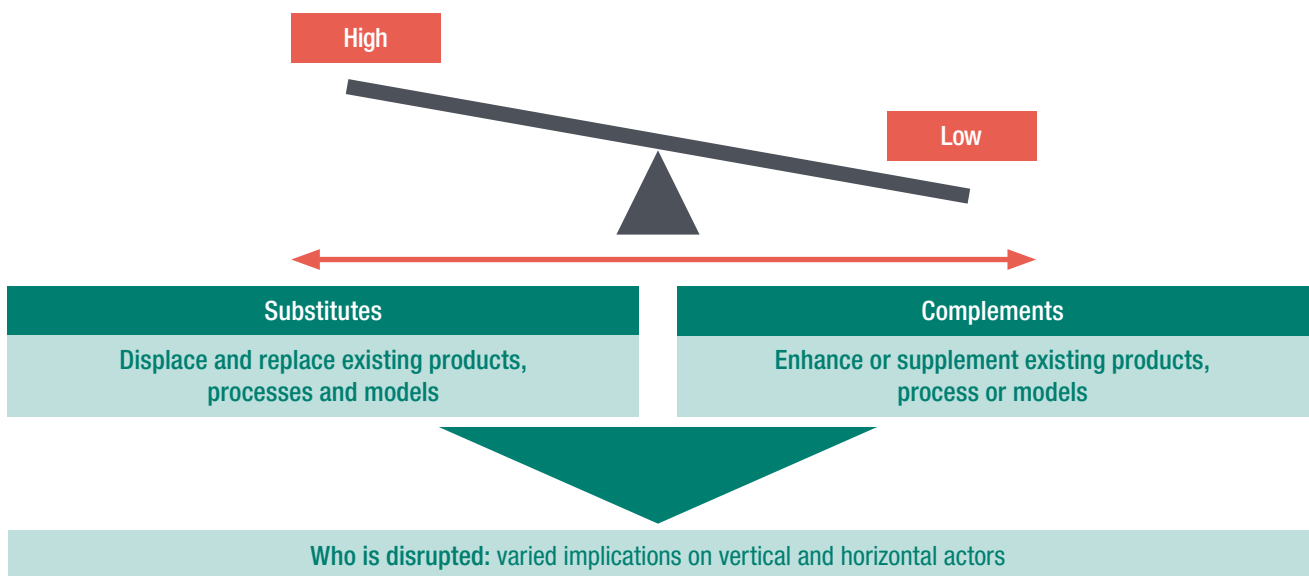 High
Low
Substitutes
Displace and replace existing products,
processes and models
Complements
Enhance or supplement existing products,
process or models
Who is disrupted: varied implications on vertical and horizontal actors